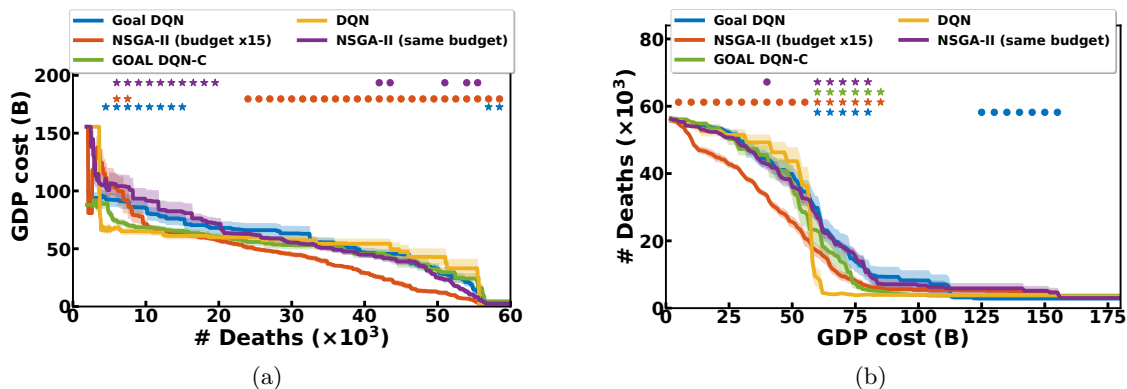 Goal DQN
NSGA-II (budget x15)
GOAL DQN-C
DQN
NSGA-II (same budget)
GDP cost (B)
200
150
100
50
0
0 10 20 30 40 50 60
# Deaths (×10³)
(a)
Goal DQN
NSGA-II (budget x15)
GOAL DQN-C
DQN
NSGA-II (same budget)
# Deaths (×10³)
80
60
40
20
0
0 25 50 75 100 125 150 175
GDP cost (B)
(b)